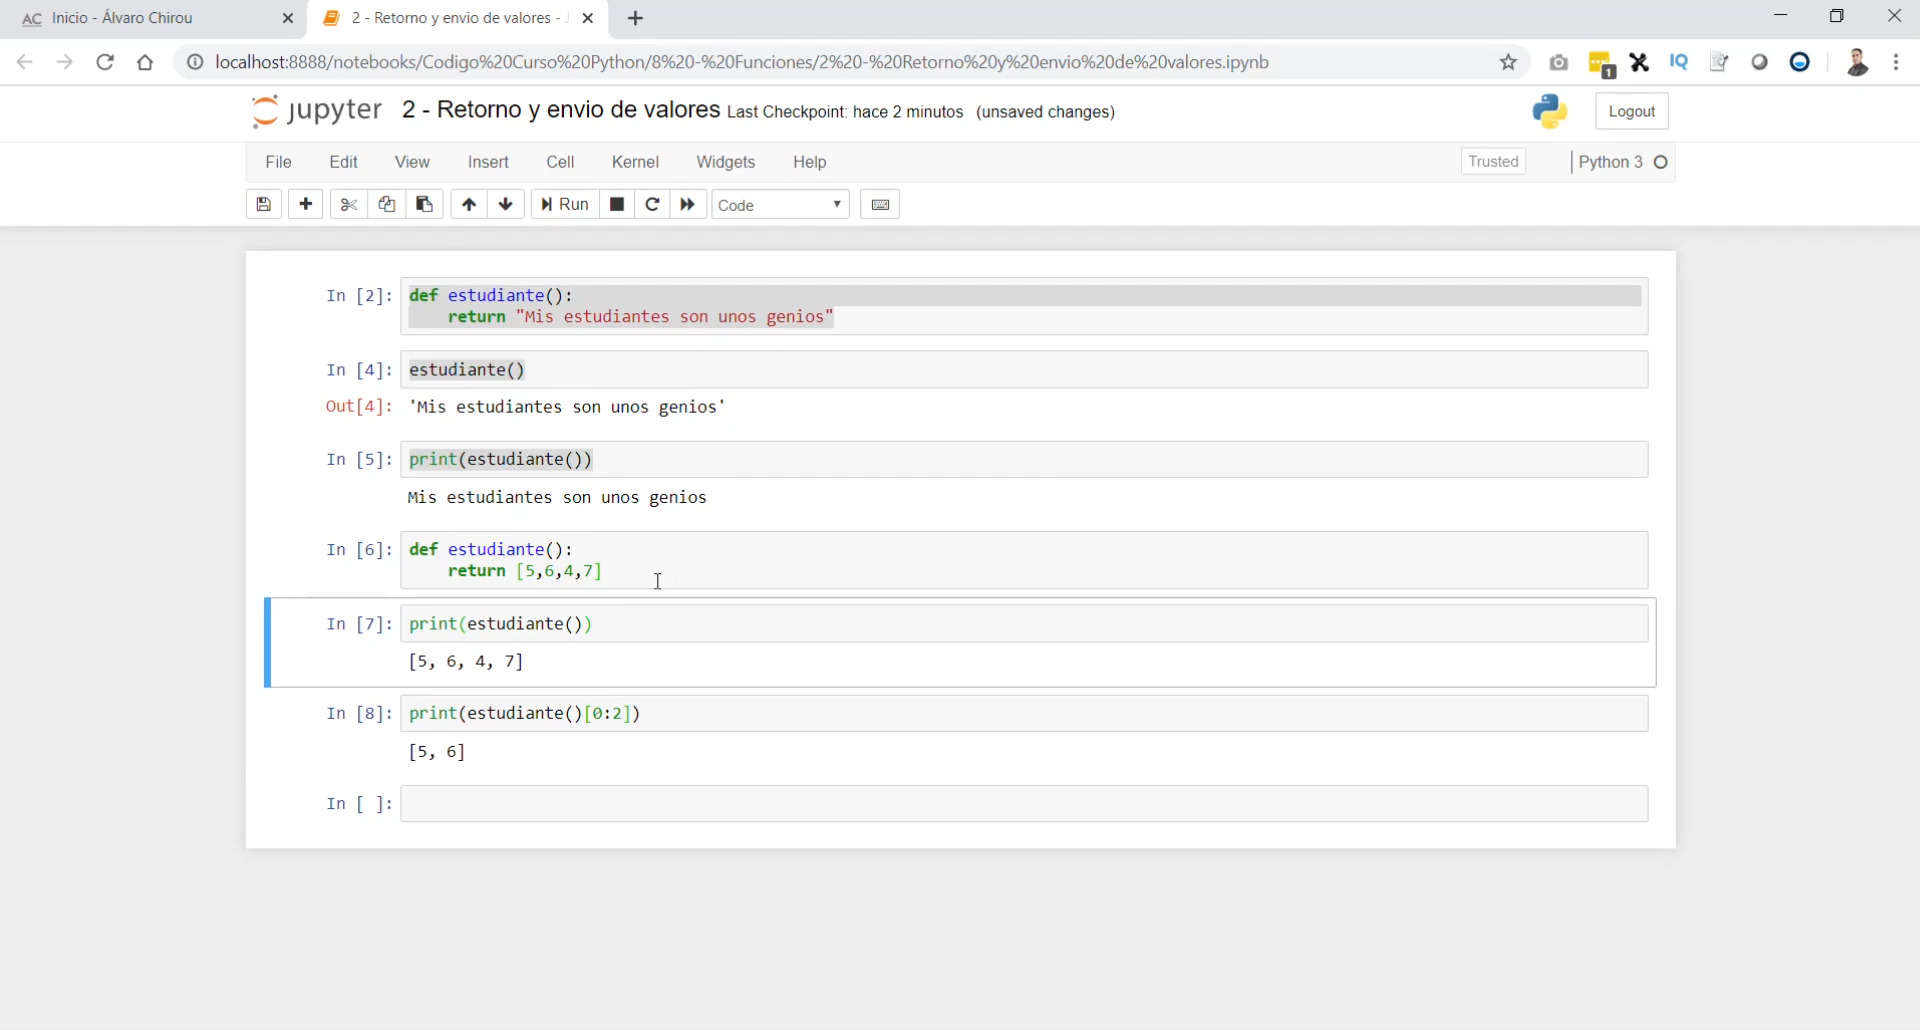 AC Inicio - Álvaro Chirou
2 - Retorno y envio de valores -
localhost:8888/notebooks/Codigo%20Curso%20Python/8%20-%20Funciones/2%20-%20Retorno%20y%20envio%20de%20valores.ipynb
1
IQ
jupyter 2 - Retorno y envio de valores Last Checkpoint: hace 2 minutos (unsaved changes)
Logout
File Edit View Insert Cell Kernel Widgets Help
Trusted
Python 3
Run
Code
In [2]: def estudiante():
return "Mis estudiantes son unos genios"
In [4]: estudiante()
Out[4]: 'Mis estudiantes son unos genios'
In [5]: print(estudiante())
Mis estudiantes son unos genios
In [6]: def estudiante():
return [5,6,4,7]
In [7]: print(estudiante())
[5, 6, 4, 7]
In [8]: print(estudiante()[0:2])
[5, 6]
In [ ]: